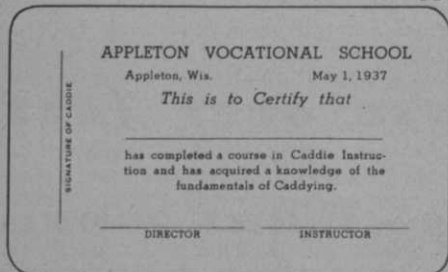 APPLETON VOCATIONAL SCHOOL
Appleton, Wis. May 1, 1937
This is to Certify that
has completed a course in Caddie Instruc-
tion and has acquired a knowledge of the
fundamentals of Caddying.
DIRECTOR INSTRUCTOR
SIGNATURE OF CADDIE